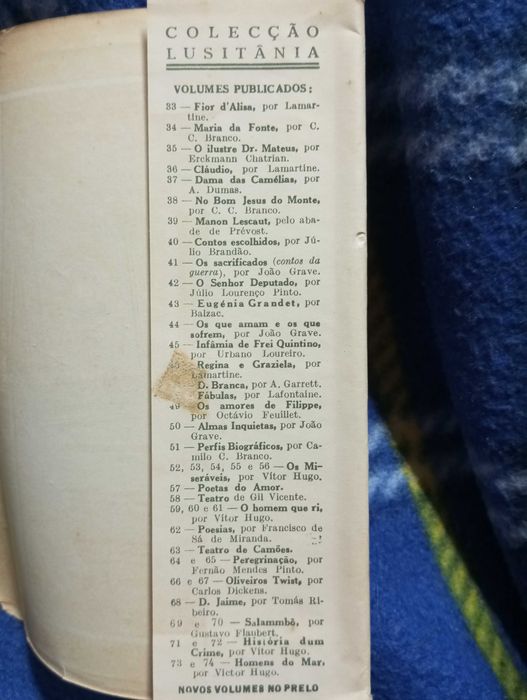 COLECÇÃO
LUSITÂNIA
VOLUMES PUBLICADOS:
33 — Fior d'Alisa, por Lamar-
tine.
34 — Maria da Fonte, por C.
C. Branco.
35 — O ilustre Dr. Mateus, por
Erckmann Chatrian.
36 — Cláudio, por Lamartine.
37 — Dama das Camélias, por
A. Dumas.
38 — No Bom Jesus do Monte,
por C. C. Branco.
39 — Manon Lescaut, pelo aba-
de de Prévost.
40 — Contos escolhidos, por Jú-
lio Brandão.
41 — Os sacrificados (contos da
guerra), por João Grave.
42 — O Senhor Deputado, por
Júlio Lourenço Pinto.
43 — Eugénia Grandet, por
Balzac.
44 — Os que amam e os que
sofrem, por João Grave.
45 — Infâmia de Frei Quintino,
por Urbano Loureiro.
Regina e Graziela, por
Lamartine.
D. Branca, por A. Garrett.
Fábulas, por Lafontaine.
49 — Os amores de Filippe,
por Octávio Feuillet.
50 — Almas Inquietas, por João
Grave.
51 — Perfis Biográficos, por Ca-
milo C. Branco.
52, 53, 54, 55 e 56 — Os Mi-
seráveis, por Vítor Hugo.
57 — Poetas do Amor.
58 — Teatro de Gil Vicente.
59, 60 e 61 — O homem que ri,
por Vítor Hugo.
62 — Poesias, por Francisco de
Sá de Miranda.
63 — Teatro de Camões.
64 e 65 — Peregrinação, por
Fernão Mendes Pinto.
66 e 67 — Oliveiros Twist, por
Carlos Dickens.
68 — D. Jaime, por Tomás Ri-
beiro.
69 e 70 — Salammbô, por
Gustavo Flaubert.
71 e 72 — História dum
Crime, por Vítor Hugo.
73 e 74 — Homens do Mar,
por Victor Hugo.
NOVOS VOLUMES NO PRELO